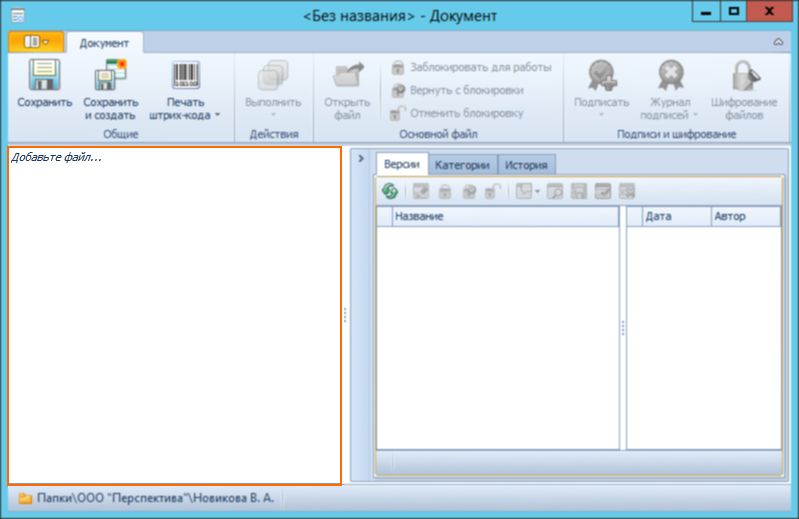 <Без названия> - Документ
Документ
Сохранить
Сохранить
и создать
Печать
штрих-кода
Общие
Выполнить
Действия
Открыть
файл
Заблокировать для работы
Вернуть с блокировки
Отменить блокировку
Основной файл
Подписать
Журнал
подписей
Шифрование
файлов
Подписи и шифрование
Добавьте файл...
Версии
Категории
История
Название
Дата
Автор
Папки\ООО "Перспектива"\Новикова В. А.